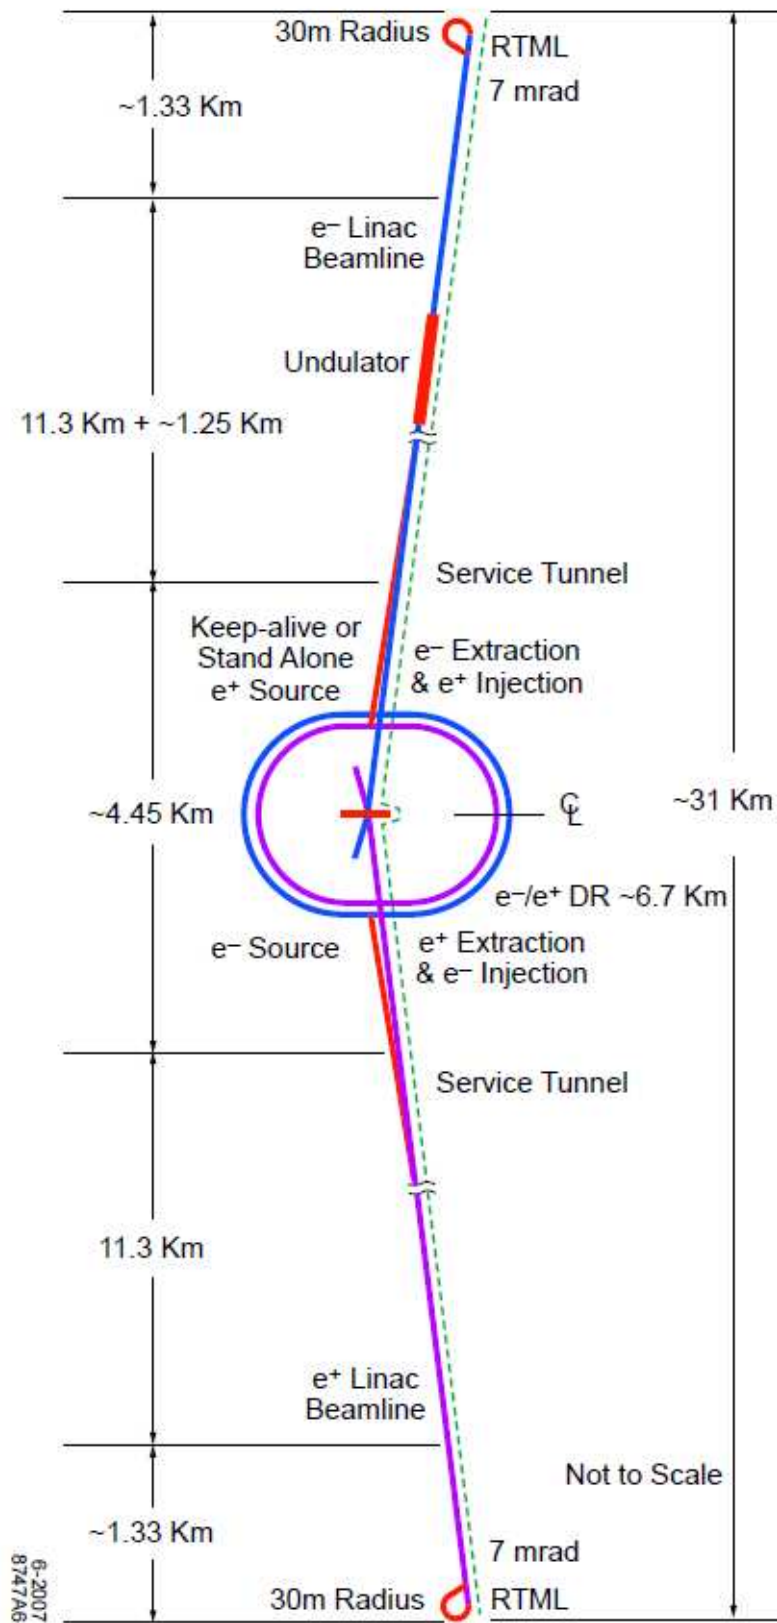 30m Radius
RTML
7 mrad
~1.33 Km
e– Linac
Beamline
Undulator
11.3 Km + ~1.25 Km
Service Tunnel
Keep-alive or
Stand Alone
e+ Source
e– Extraction
& e+ Injection
~4.45 Km
℄
~31 Km
e–/e+ DR ~6.7 Km
e– Source
e+ Extraction
& e– Injection
Service Tunnel
11.3 Km
e+ Linac
Beamline
Not to Scale
~1.33 Km
7 mrad
30m Radius
RTML
6-2007
8747A6